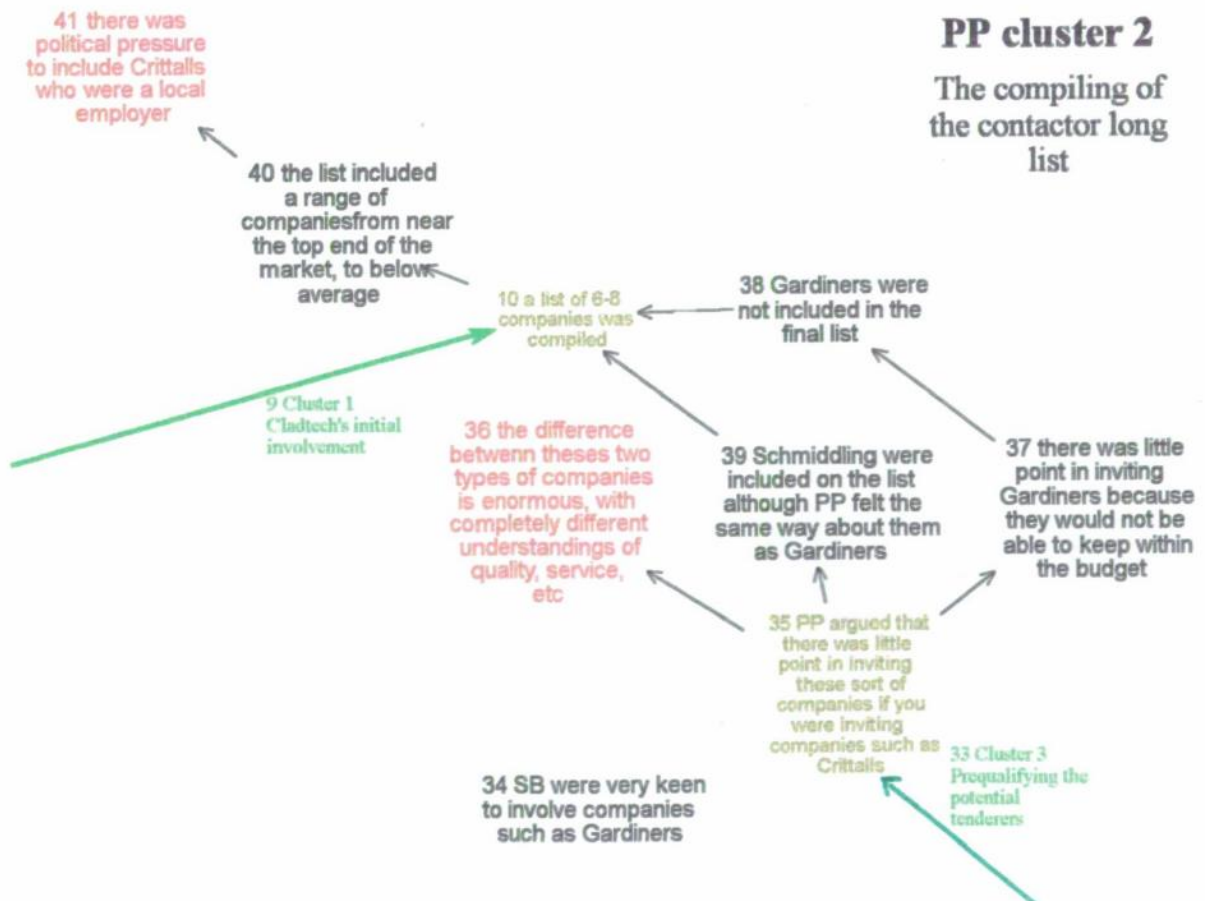 PP cluster 2
The compiling of
the contactor long
list
41 there was
political pressure
to include Crittalls
who were a local
employer
40 the list included
a range of
companiesfrom near
the top end of the
market, to below
average
10 a list of 6-8
companies was
compiled
38 Gardiners were
not included in the
final list
9 Cluster 1
Cladtech's initial
involvement
36 the difference
betwenn theses two
types of companies
is enormous, with
completely different
understandings of
quality, service,
etc
39 Schmiddling were
included on the list
although PP felt the
same way about them
as Gardiners
37 there was little
point in inviting
Gardiners because
they would not be
able to keep within
the budget
35 PP argued that
there was little
point in inviting
these sort of
companies if you
were inviting
companies such as
Crittalls
33 Cluster 3
Prequalifying the
potential
tenderers
34 SB were very keen
to involve companies
such as Gardiners